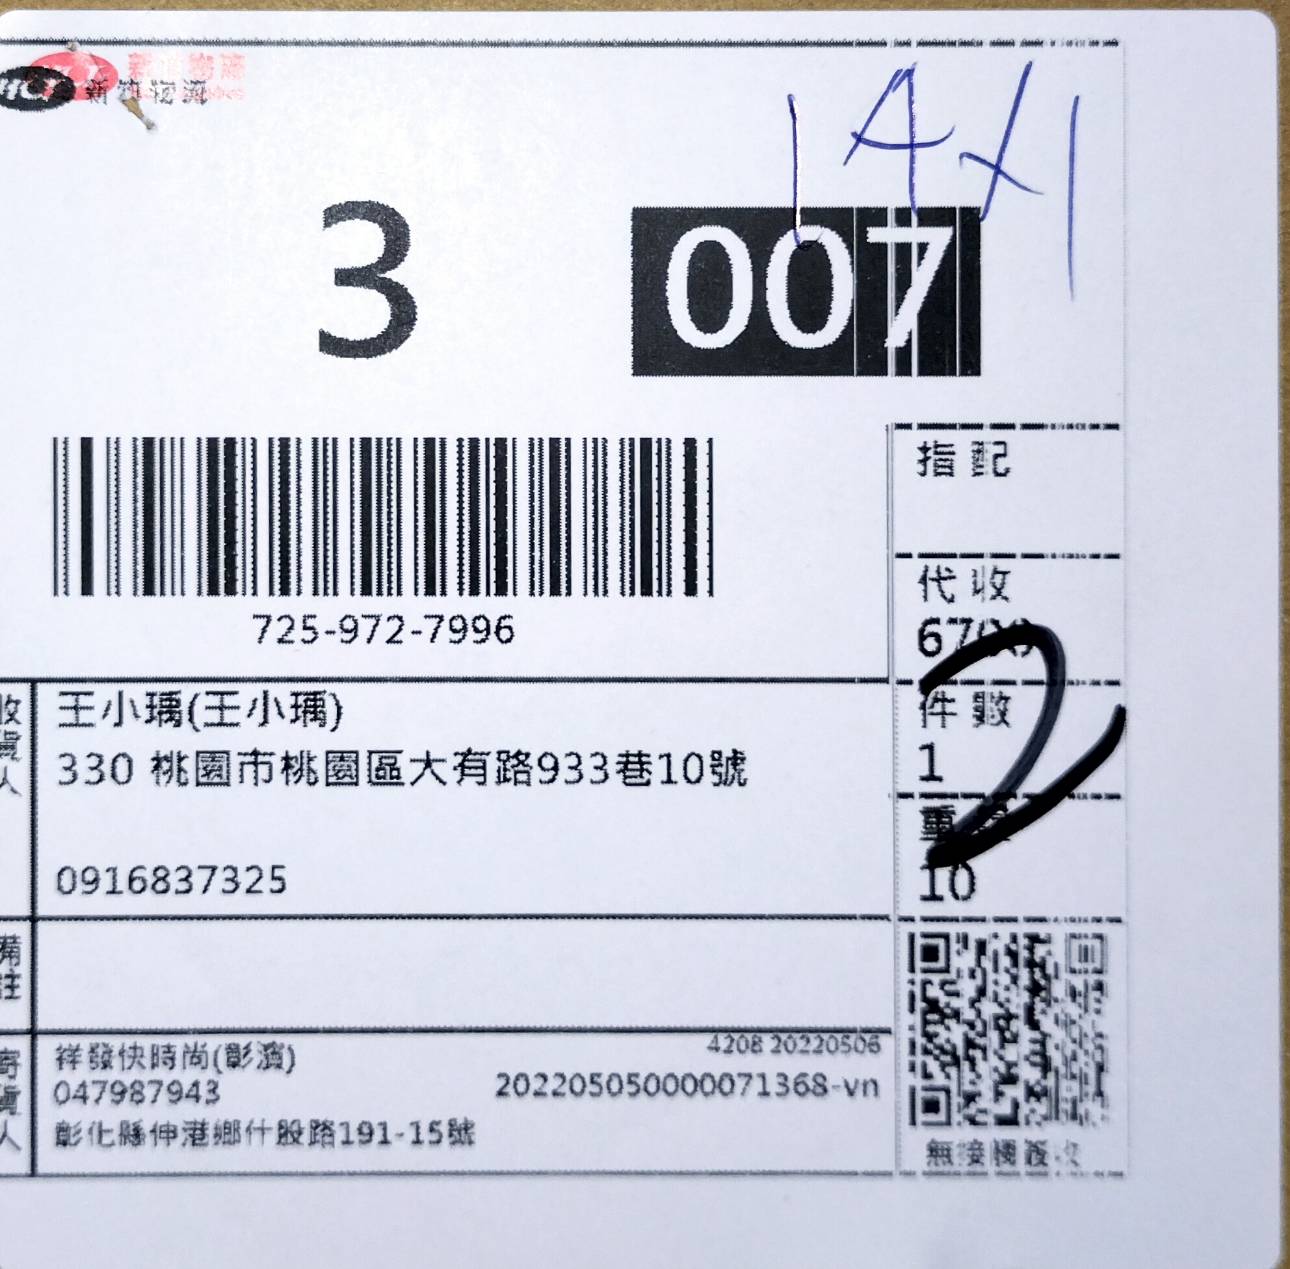 HCT 新竹物流
3
007
指配
代收
67(X)
725-972-7996
件數
1
重量
10
收貨人
王小瑀(王小瑀)
330 桃園市桃園區大有路933巷10號
0916837325
備註
寄貨人
祥發快時尚(彰濱)
4208 20220506
047987943
202205050000071368-vn
彰化縣伸港鄉什股路191-15號
無接觸簽收
2